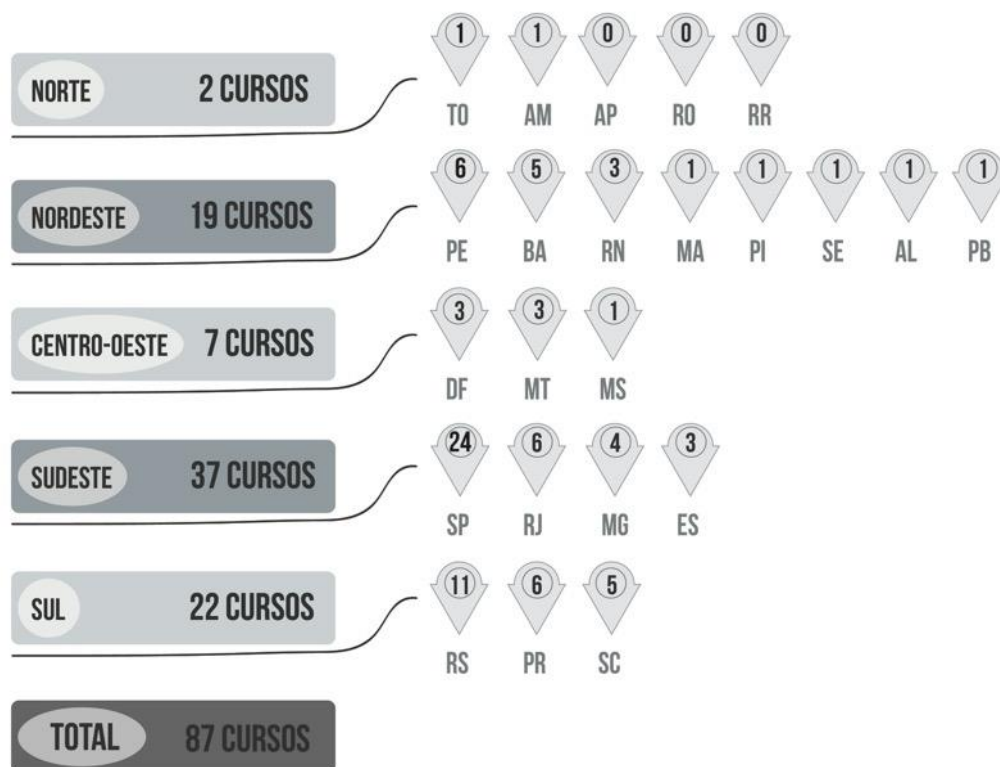 1 1 0 0 0
NORTE 2 CURSOS
TO AM AP RO RR
6 5 3 1 1 1 1 1
NORDESTE 19 CURSOS
PE BA RN MA PI SE AL PB
3 3 1
CENTRO-OESTE 7 CURSOS
DF MT MS
24 6 4 3
SUDESTE 37 CURSOS
SP RJ MG ES
11 6 5
SUL 22 CURSOS
RS PR SC
TOTAL 87 CURSOS